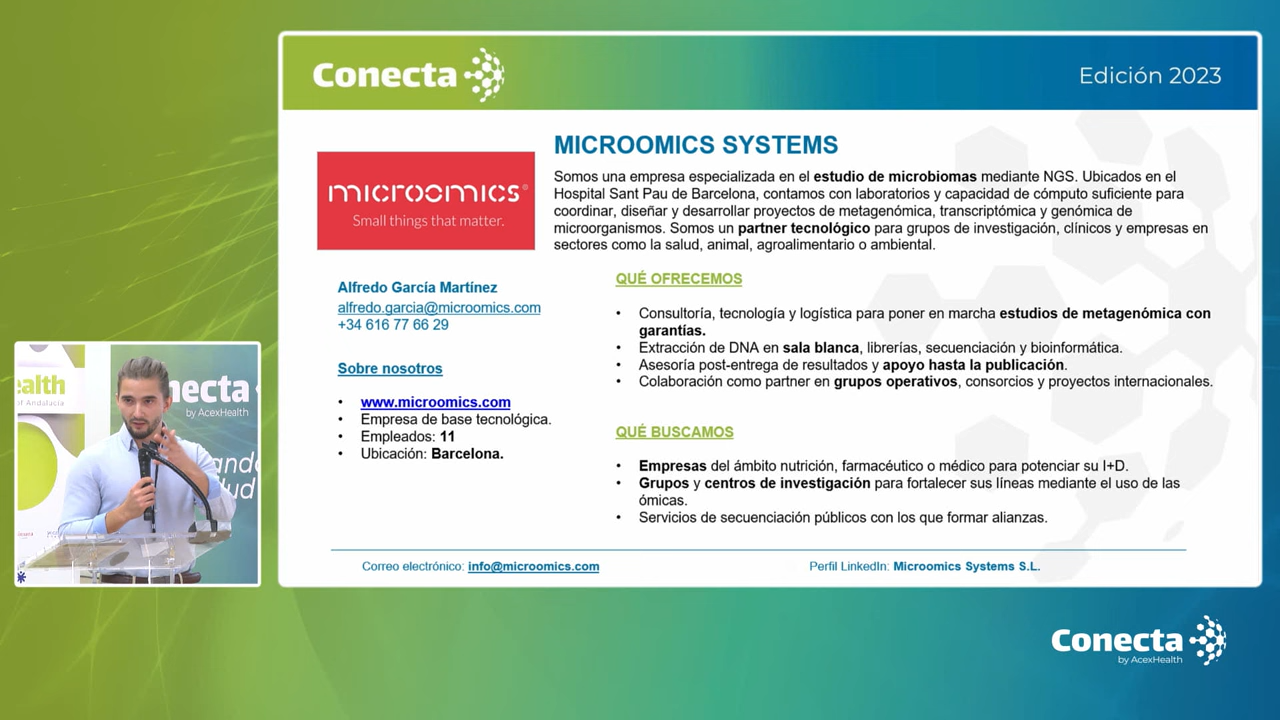 Conecta
Edición 2023
MICROOMICS SYSTEMS
microomics®
Small things that matter.
Somos una empresa especializada en el estudio de microbiomas mediante NGS. Ubicados en el
Hospital Sant Pau de Barcelona, contamos con laboratorios y capacidad de cómputo suficiente para
coordinar, diseñar y desarrollar proyectos de metagenómica, transcriptómica y genómica de
microorganismos. Somos un partner tecnológico para grupos de investigación, clínicos y empresas en
sectores como la salud, animal, agroalimentario o ambiental.
Alfredo García Martínez
alfredo.garcia@microomics.com
+34 616 77 66 29
Sobre nosotros
• www.microomics.com
• Empresa de base tecnológica.
• Empleados: 11
• Ubicación: Barcelona.
QUÉ OFRECEMOS
• Consultoría, tecnología y logística para poner en marcha estudios de metagenómica con
garantías.
• Extracción de DNA en sala blanca, librerías, secuenciación y bioinformática.
• Asesoría post-entrega de resultados y apoyo hasta la publicación.
• Colaboración como partner en grupos operativos, consorcios y proyectos internacionales.
QUÉ BUSCAMOS
• Empresas del ámbito nutrición, farmacéutico o médico para potenciar su I+D.
• Grupos y centros de investigación para fortalecer sus líneas mediante el uso de las
ómicas.
• Servicios de secuenciación públicos con los que formar alianzas.
Correo electrónico: info@microomics.com
Perfil LinkedIn: Microomics Systems S.L.
ealth
of Andalucía
necta
by AcexHealth
ando
lud
Conecta
by AcexHealth